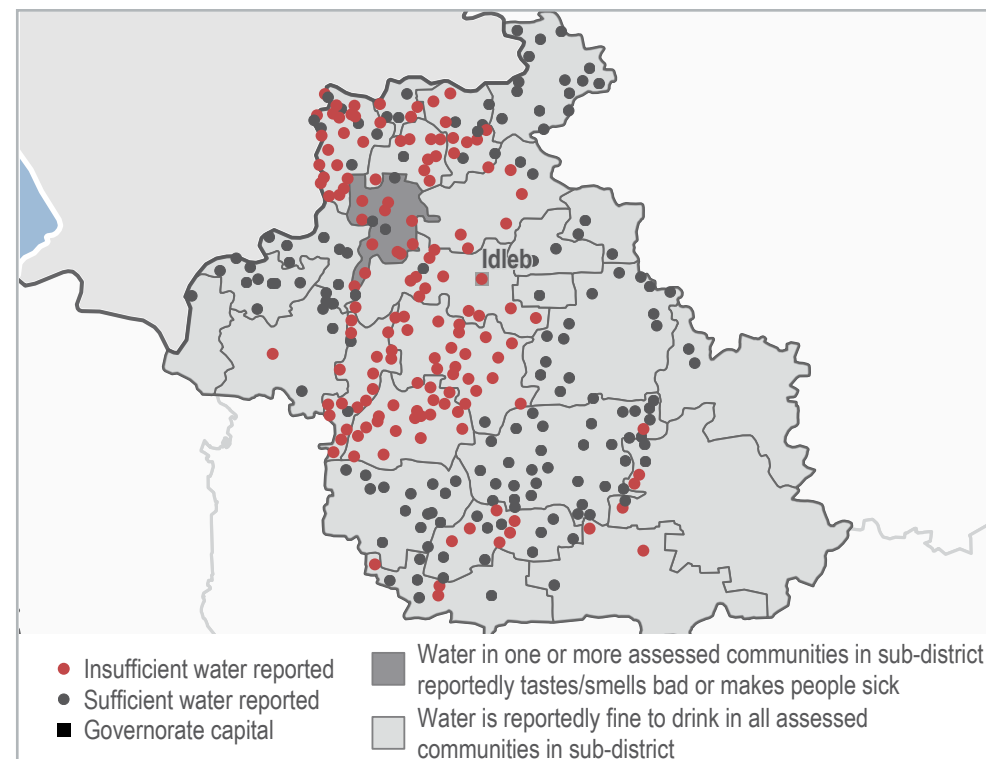 Idleb
Insufficient water reported
Sufficient water reported
Governorate capital
Water in one or more assessed communities in sub-district
reportedly tastes/smells bad or makes people sick
Water is reportedly fine to drink in all assessed
communities in sub-district